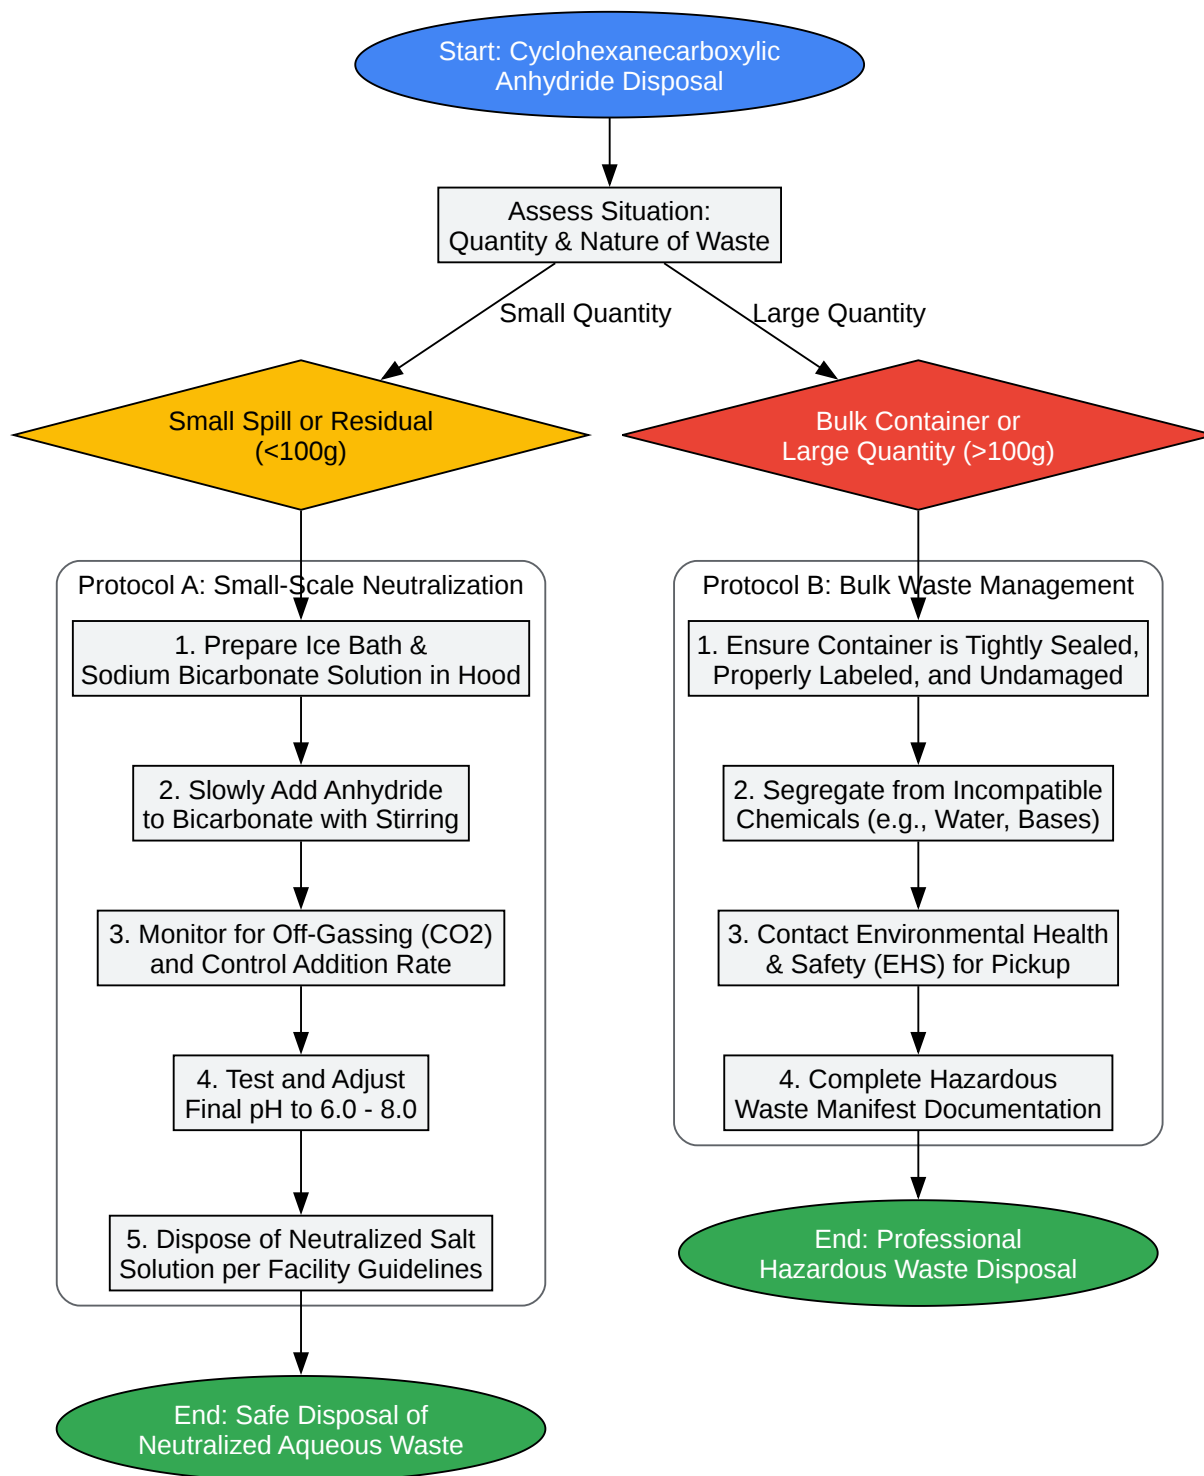 Start: Cyclohexanecarboxylic
Anhydride Disposal
Assess Situation:
Quantity & Nature of Waste
Small Quantity
Large Quantity
Small Spill or Residual
(<100g)
Bulk Container or
Large Quantity (>100g)
Protocol A: Small-Scale Neutralization
1. Prepare Ice Bath &
Sodium Bicarbonate Solution in Hood
2. Slowly Add Anhydride
to Bicarbonate with Stirring
3. Monitor for Off-Gassing (CO2)
and Control Addition Rate
4. Test and Adjust
Final pH to 6.0 - 8.0
5. Dispose of Neutralized Salt
Solution per Facility Guidelines
End: Safe Disposal of
Neutralized Aqueous Waste
Protocol B: Bulk Waste Management
1. Ensure Container is Tightly Sealed,
Properly Labeled, and Undamaged
2. Segregate from Incompatible
Chemicals (e.g., Water, Bases)
3. Contact Environmental Health
& Safety (EHS) for Pickup
4. Complete Hazardous
Waste Manifest Documentation
End: Professional
Hazardous Waste Disposal